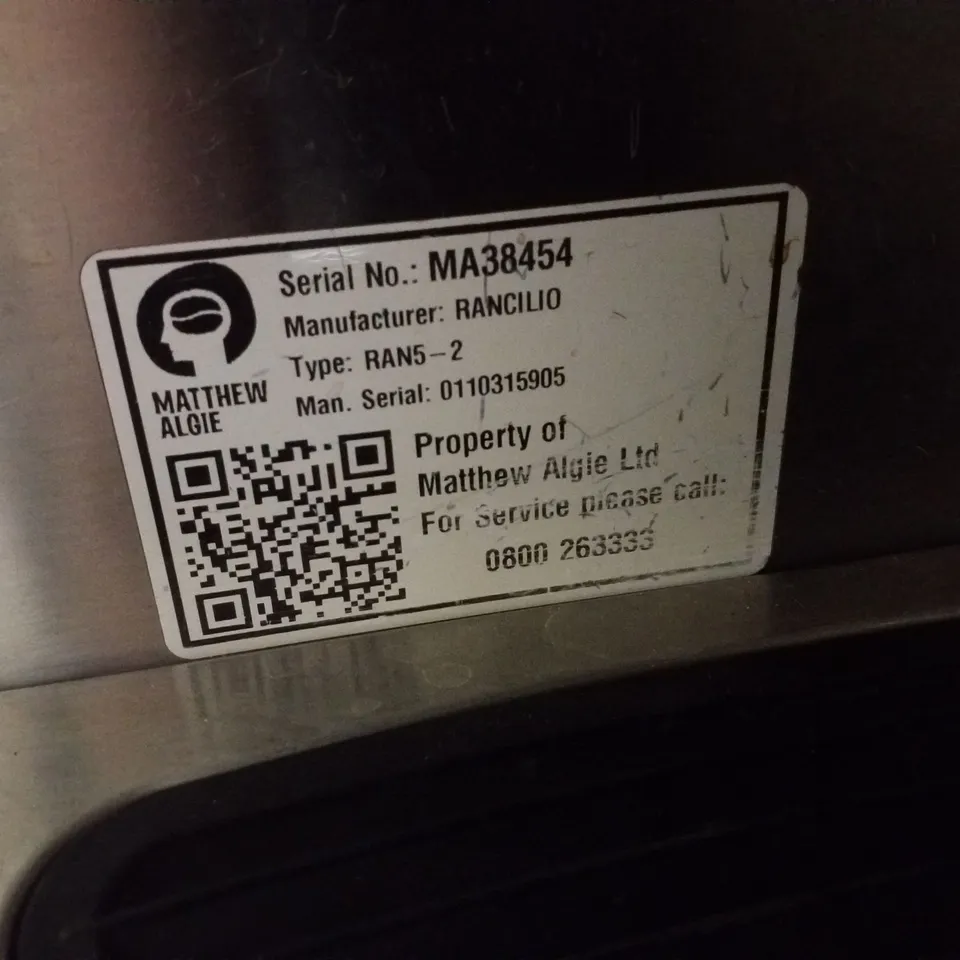 Serial No.: MA38454
Manufacturer: RANCILIO
Type: RAN5-2
Man. Serial: 0110315905
MATTHEW
ALGIE
Property of
Matthew Algie Ltd
For Service please call:
0800 263333